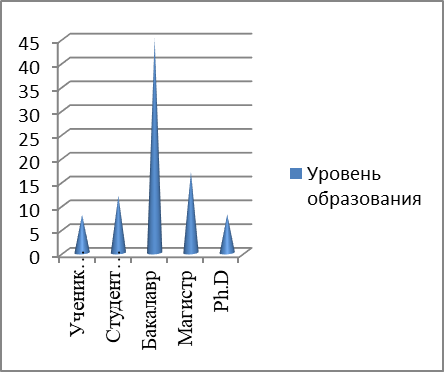 45
40
35
30
25
20
15
10
5
0
Ученик…
Студент…
Бакалавр
Магистр
Ph.D
Уровень
образования